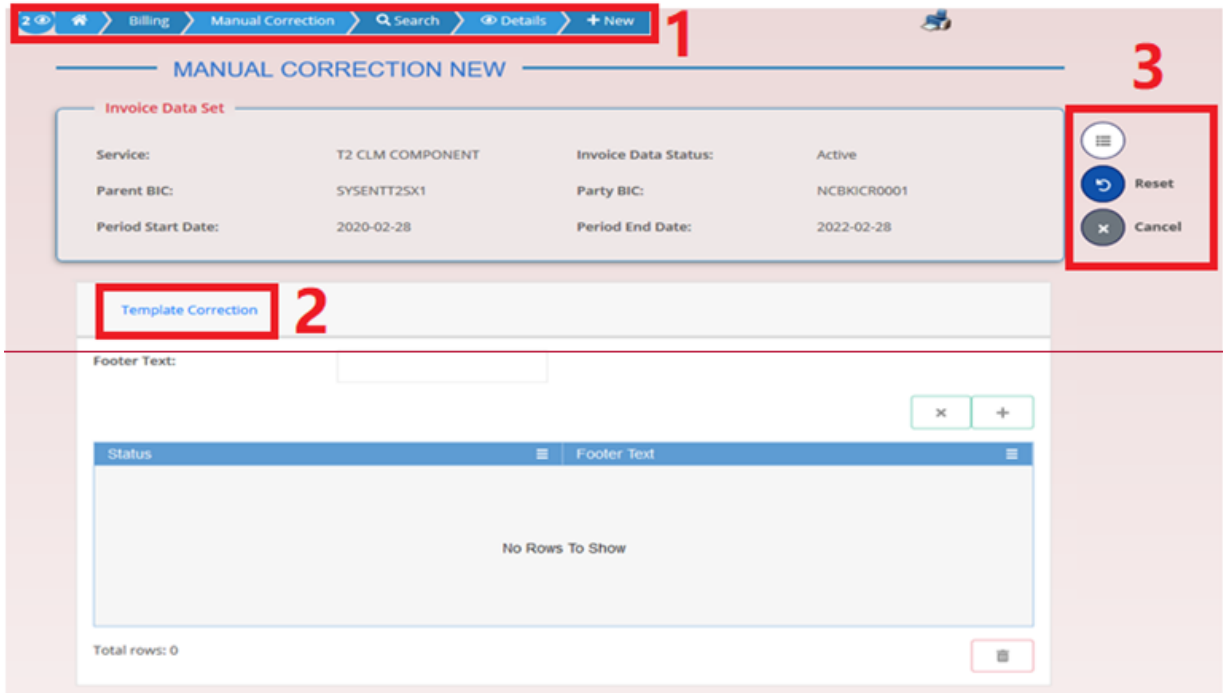 2 Billing Manual Correction Search Details + New
1
MANUAL CORRECTION NEW
3
Invoice Data Set
Service: T2 CLM COMPONENT Invoice Data Status: Active
Parent BIC: SYSENTT2SX1 Party BIC: NCBKICR0001
Reset
Period Start Date: 2020-02-28 Period End Date: 2022-02-28
Cancel
Template Correction
2
Footer Text:
Status Footer Text
No Rows To Show
Total rows: 0